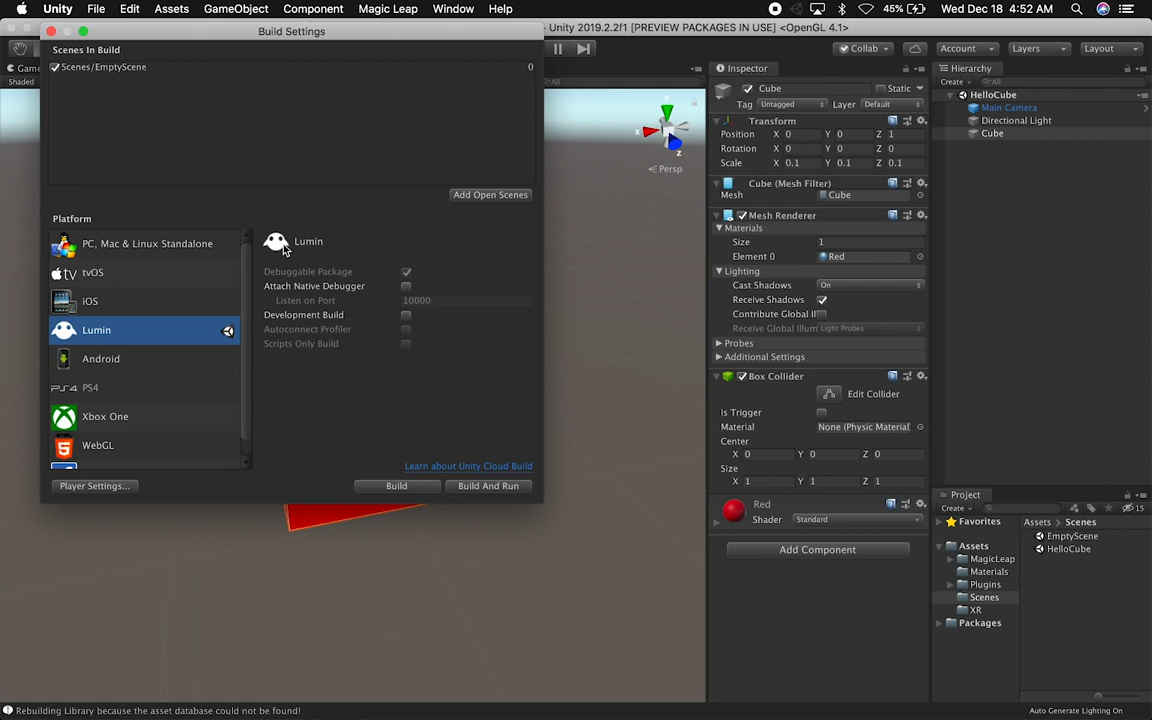 Unity File Edit Assets GameObject Component Magic Leap Window Help 45% Wed Dec 18 4:52 AM
Unity 2019.2.2f1 [PREVIEW PACKAGES IN USE] <OpenGL 4.1>
Build Settings
Scenes In Build
Scenes/EmptyScene 0
Add Open Scenes
Platform
PC, Mac & Linux Standalone
tv tvOS
iOS
Lumin
Android
PS4 PS4
Xbox One
WebGL
Lumin
Debuggable Package
Attach Native Debugger
Listen on Port 10000
Development Build
Autoconnect Profiler
Scripts Only Build
Learn about Unity Cloud Build
Player Settings... Build Build And Run
Game
Shaded
All
y
x
z
Persp
Collab Account Layers Layout
Inspector
Cube Static
Tag Untagged Layer Default
Transform
Position X 0 Y 0 Z 1
Rotation X 0 Y 0 Z 0
Scale X 0.1 Y 0.1 Z 0.1
Cube (Mesh Filter)
Mesh Cube
Mesh Renderer
Materials
Size 1
Element 0 Red
Lighting
Cast Shadows On
Receive Shadows
Contribute Global Il
Receive Global Illum Light Probes
Probes
Additional Settings
Box Collider
Edit Collider
Is Trigger
Material None (Physic Material
Center
X 0 Y 0 Z 0
Size
X 1 Y 1 Z 1
Red
Shader Standard
Add Component
Hierarchy
Create All
HelloCube
Main Camera
Directional Light
Cube
Project
Create 15
Favorites
Assets
MagicLeap
Materials
Plugins
Scenes
XR
Packages
Assets > Scenes
EmptyScene
HelloCube
Rebuilding Library because the asset database could not be found!
Auto Generate Lighting On